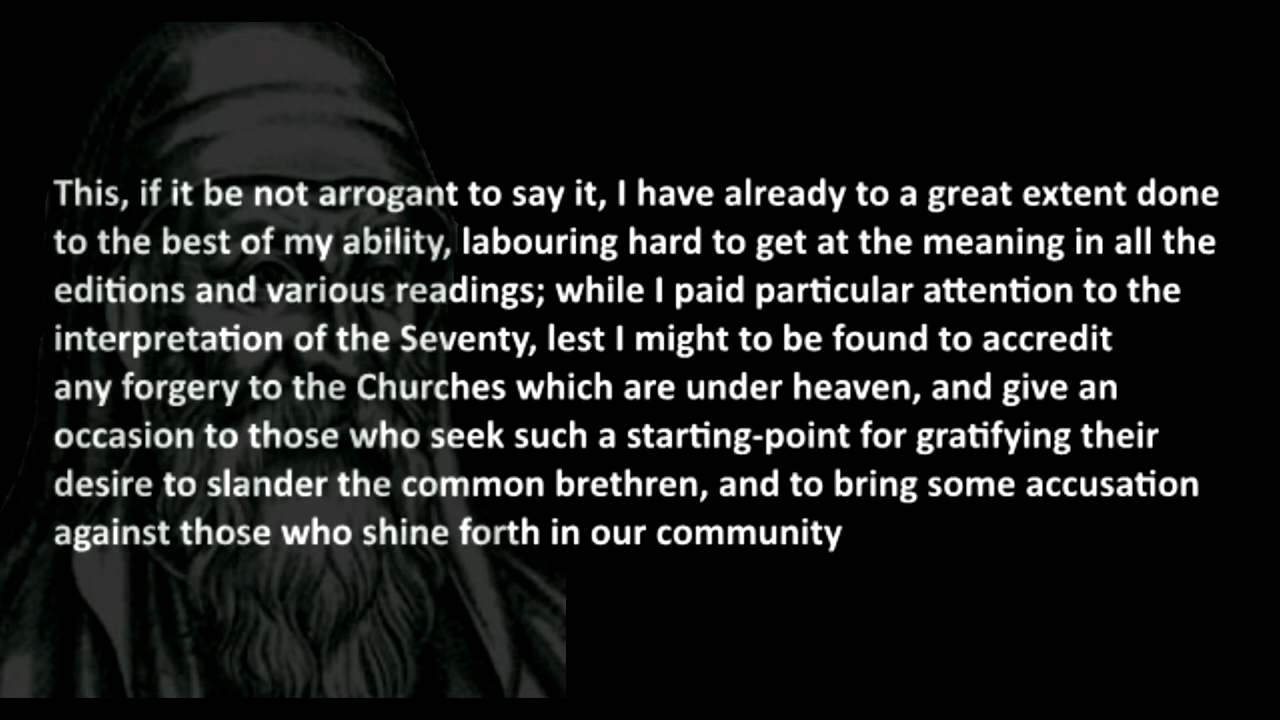 This, if it be not arrogant to say it, I have already to a great extent done
to the best of my ability, labouring hard to get at the meaning in all the
editions and various readings; while I paid particular attention to the
interpretation of the Seventy, lest I might to be found to accredit
any forgery to the Churches which are under heaven, and give an
occasion to those who seek such a starting-point for gratifying their
desire to slander the common brethren, and to bring some accusation
against those who shine forth in our community